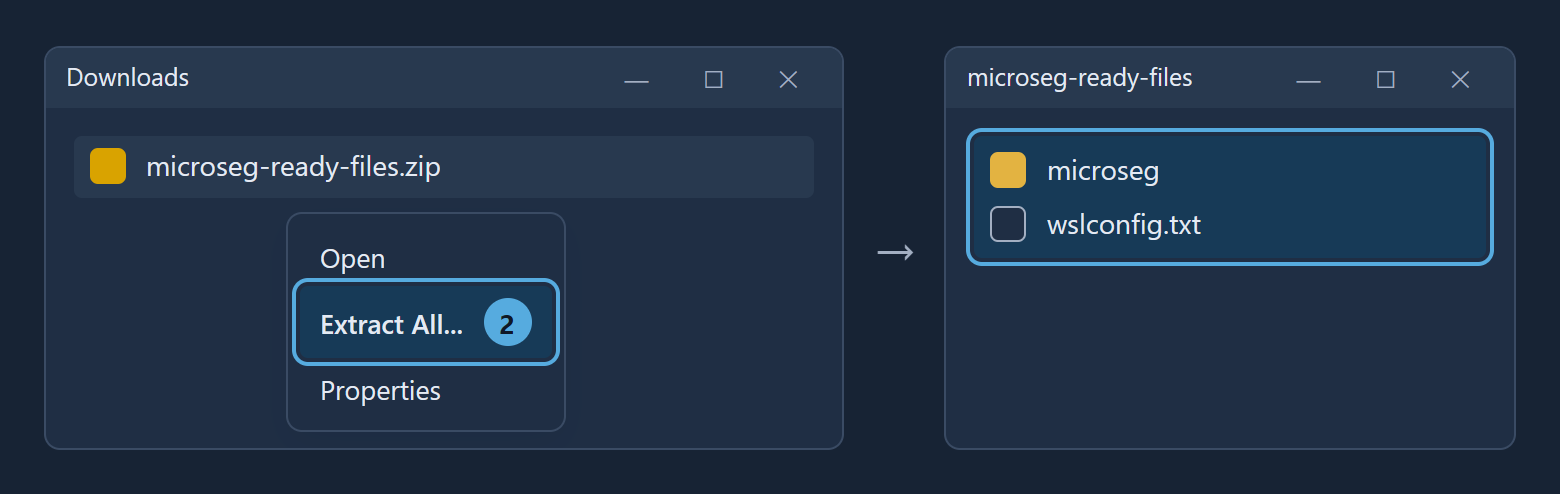 Downloads
microseg-ready-files.zip
Open
Extract All...
2
Properties
→
microseg-ready-files
microseg
wslconfig.txt